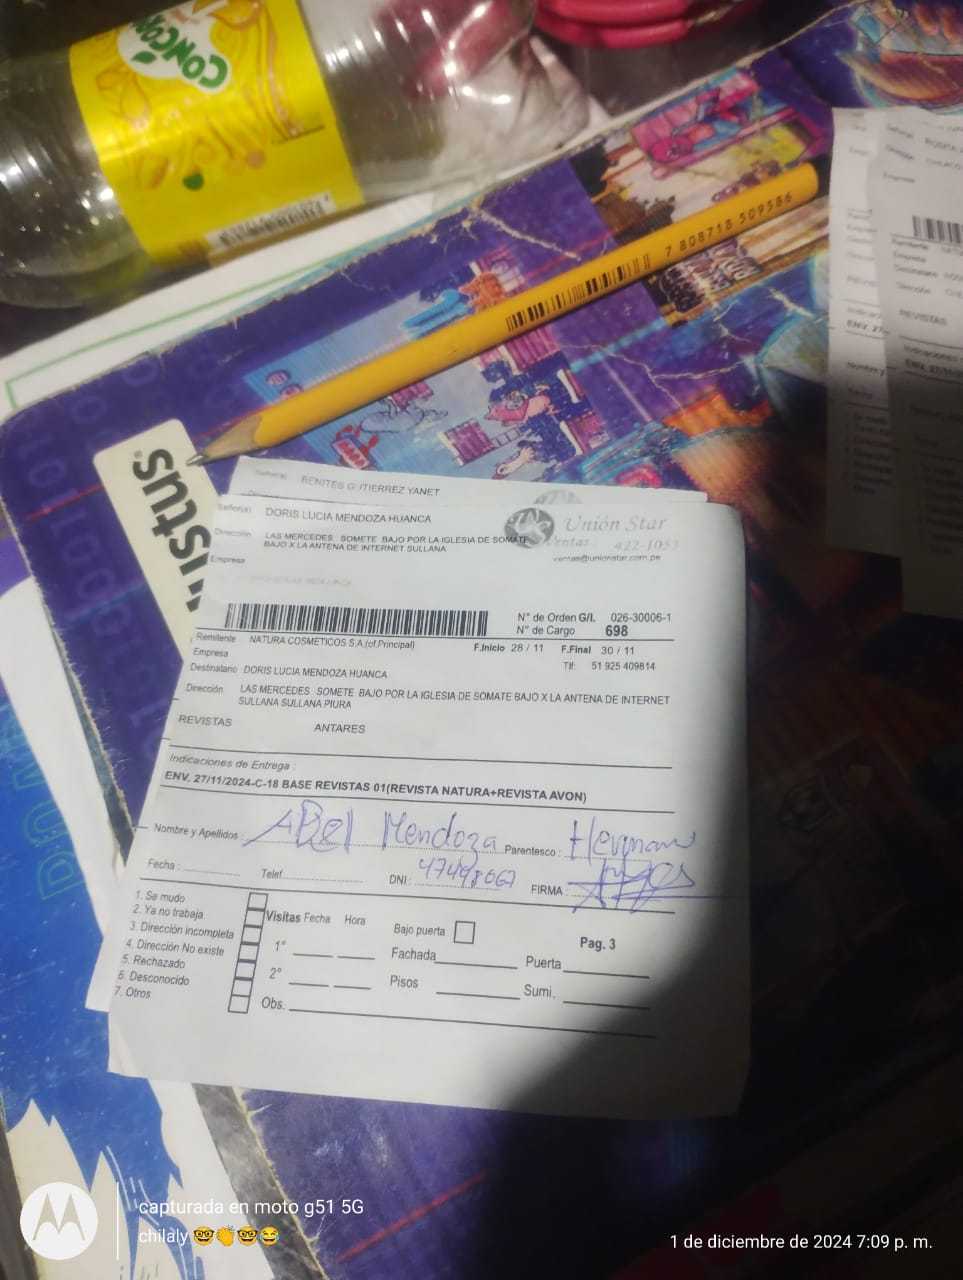 CONCOR
7 808718 509586
Justus
BENITES GUTIERREZ YANET
Señor(a) DORIS LUCIA MENDOZA HUANCA
Dirección LAS MERCEDES SOMETE BAJO POR LA IGLESIA DE SOMATE
BAJO X LA ANTENA DE INTERNET SULLANA
Empresa
Unión Star
Ventas: 422-1053
ventas@unionstar.com.pe
N° de Orden G/I. 026-30006-1
N° de Cargo 698
Remitente NATURA COSMETICOS S.A.(of.Principal) F.Inicio 28 / 11 F.Final 30 / 11
Empresa Tlf: 51 925 409814
Destinatario DORIS LUCIA MENDOZA HUANCA
Dirección LAS MERCEDES SOMETE BAJO POR LA IGLESIA DE SOMATE BAJO X LA ANTENA DE INTERNET
SULLANA SULLANA PIURA
REVISTAS ANTARES
Indicaciones de Entrega :
ENV. 27/11/2024-C-18 BASE REVISTAS 01(REVISTA NATURA+REVISTA AVON)
Nombre y Apellidos : ABel Mendoza Parentesco : Hermano
Fecha : Telef. DNI : 47498067 FIRMA :
1. Se mudo
2. Ya no trabaja
3. Dirección incompleta
4. Dirección No existe
5. Rechazado
6. Desconocido
7. Otros
Visitas Fecha Hora
1°
2°
Obs.
Bajo puerta
Fachada
Pisos
Pag. 3
Puerta
Sumi.
REVISTAS
capturada en moto g51 5G
chilaly 🤓👏🤓😂
1 de diciembre de 2024 7:09 p. m.